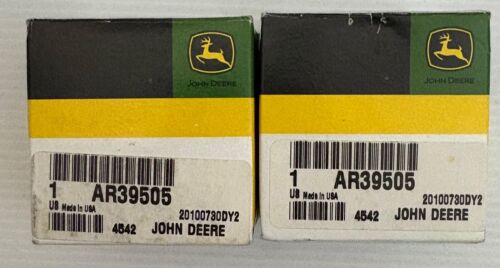 JOHN DEERE
1 AR39505
US Made in USA
20100730DY2
4542 JOHN DEERE
JOHN DEERE
1 AR39505
US Made in USA
20100730DY2
4542 JOHN DEERE